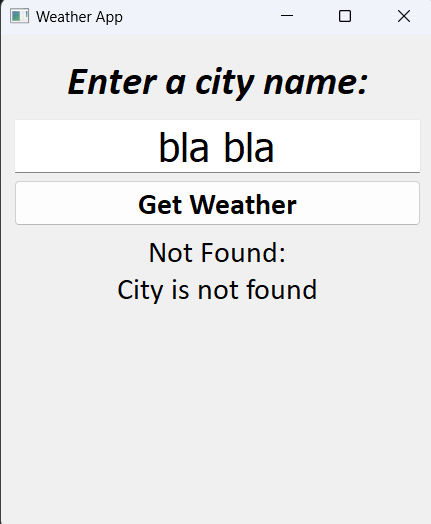 Weather App
Enter a city name:
bla bla
Get Weather
Not Found:
City is not found